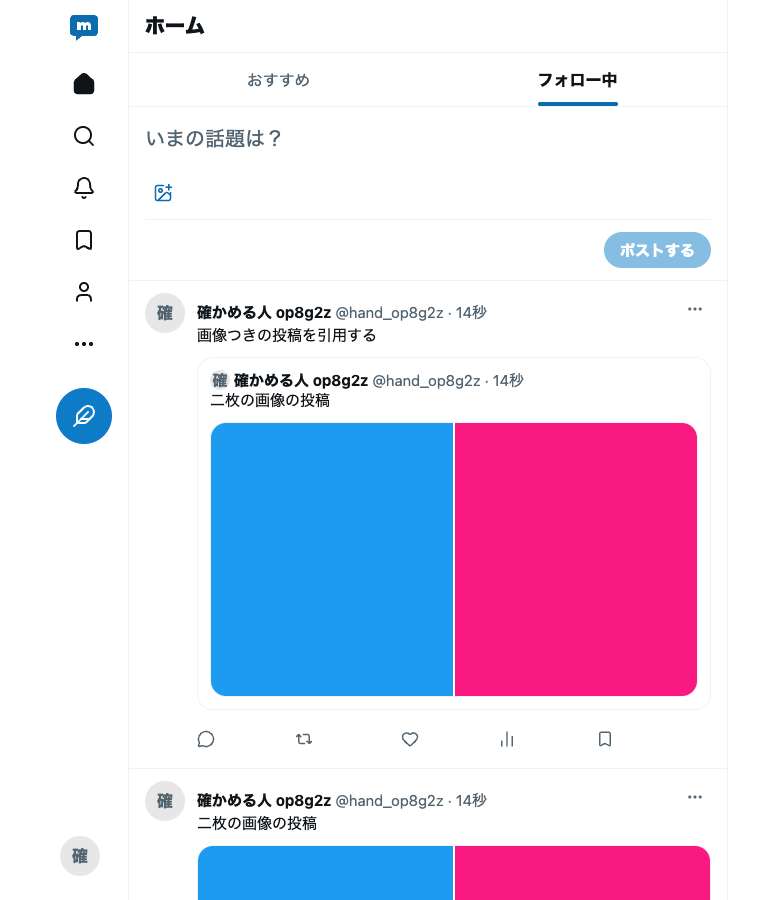 m
ホーム
おすすめ
フォロー中
いまの話題は？
ポストする
確
確かめる人 op8g2z @hand_op8g2z · 14秒
画像つきの投稿を引用する
確 確かめる人 op8g2z @hand_op8g2z · 14秒
二枚の画像の投稿
確
確かめる人 op8g2z @hand_op8g2z · 14秒
二枚の画像の投稿
確